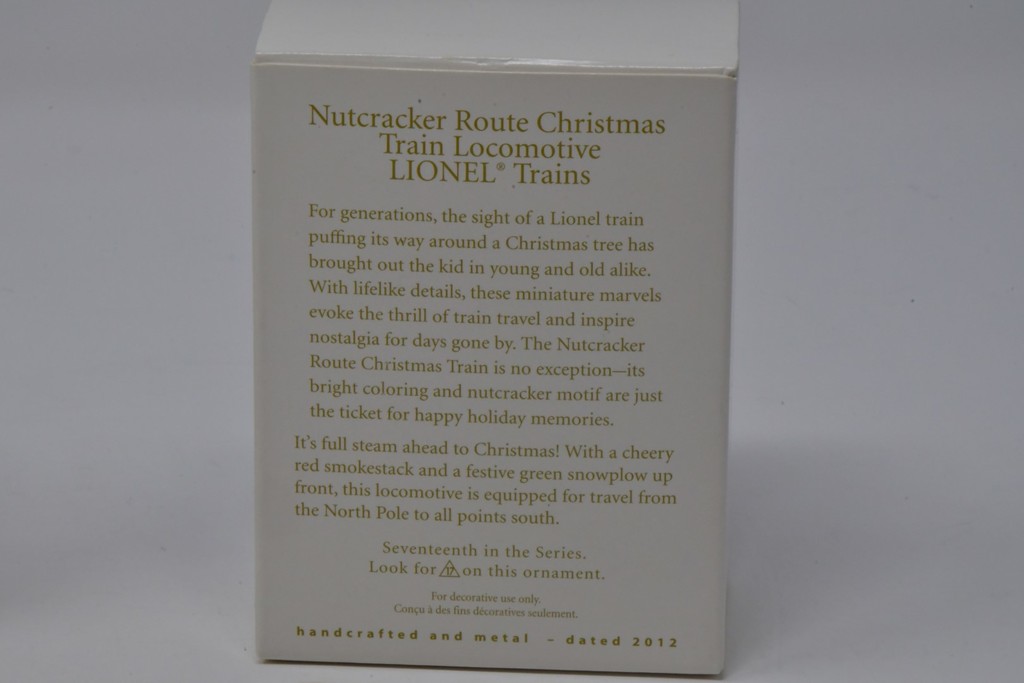 Nutcracker Route Christmas
Train Locomotive
LIONEL® Trains
For generations, the sight of a Lionel train
puffing its way around a Christmas tree has
brought out the kid in young and old alike.
With lifelike details, these miniature marvels
evoke the thrill of train travel and inspire
nostalgia for days gone by. The Nutcracker
Route Christmas Train is no exception—its
bright coloring and nutcracker motif are just
the ticket for happy holiday memories.
It's full steam ahead to Christmas! With a cheery
red smokestack and a festive green snowplow up
front, this locomotive is equipped for travel from
the North Pole to all points south.
Seventeenth in the Series.
Look for 17 on this ornament.
For decorative use only.
Conçu à des fins décoratives seulement.
handcrafted and metal – dated 2012